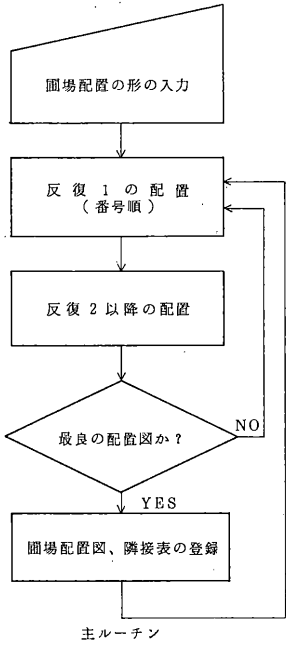 圃場配置の形の入力
反復1の配置
(番号順)
反復2以降の配置
最良の配置図か?
NO
YES
圃場配置図、隣接表の登録
主ルーチン